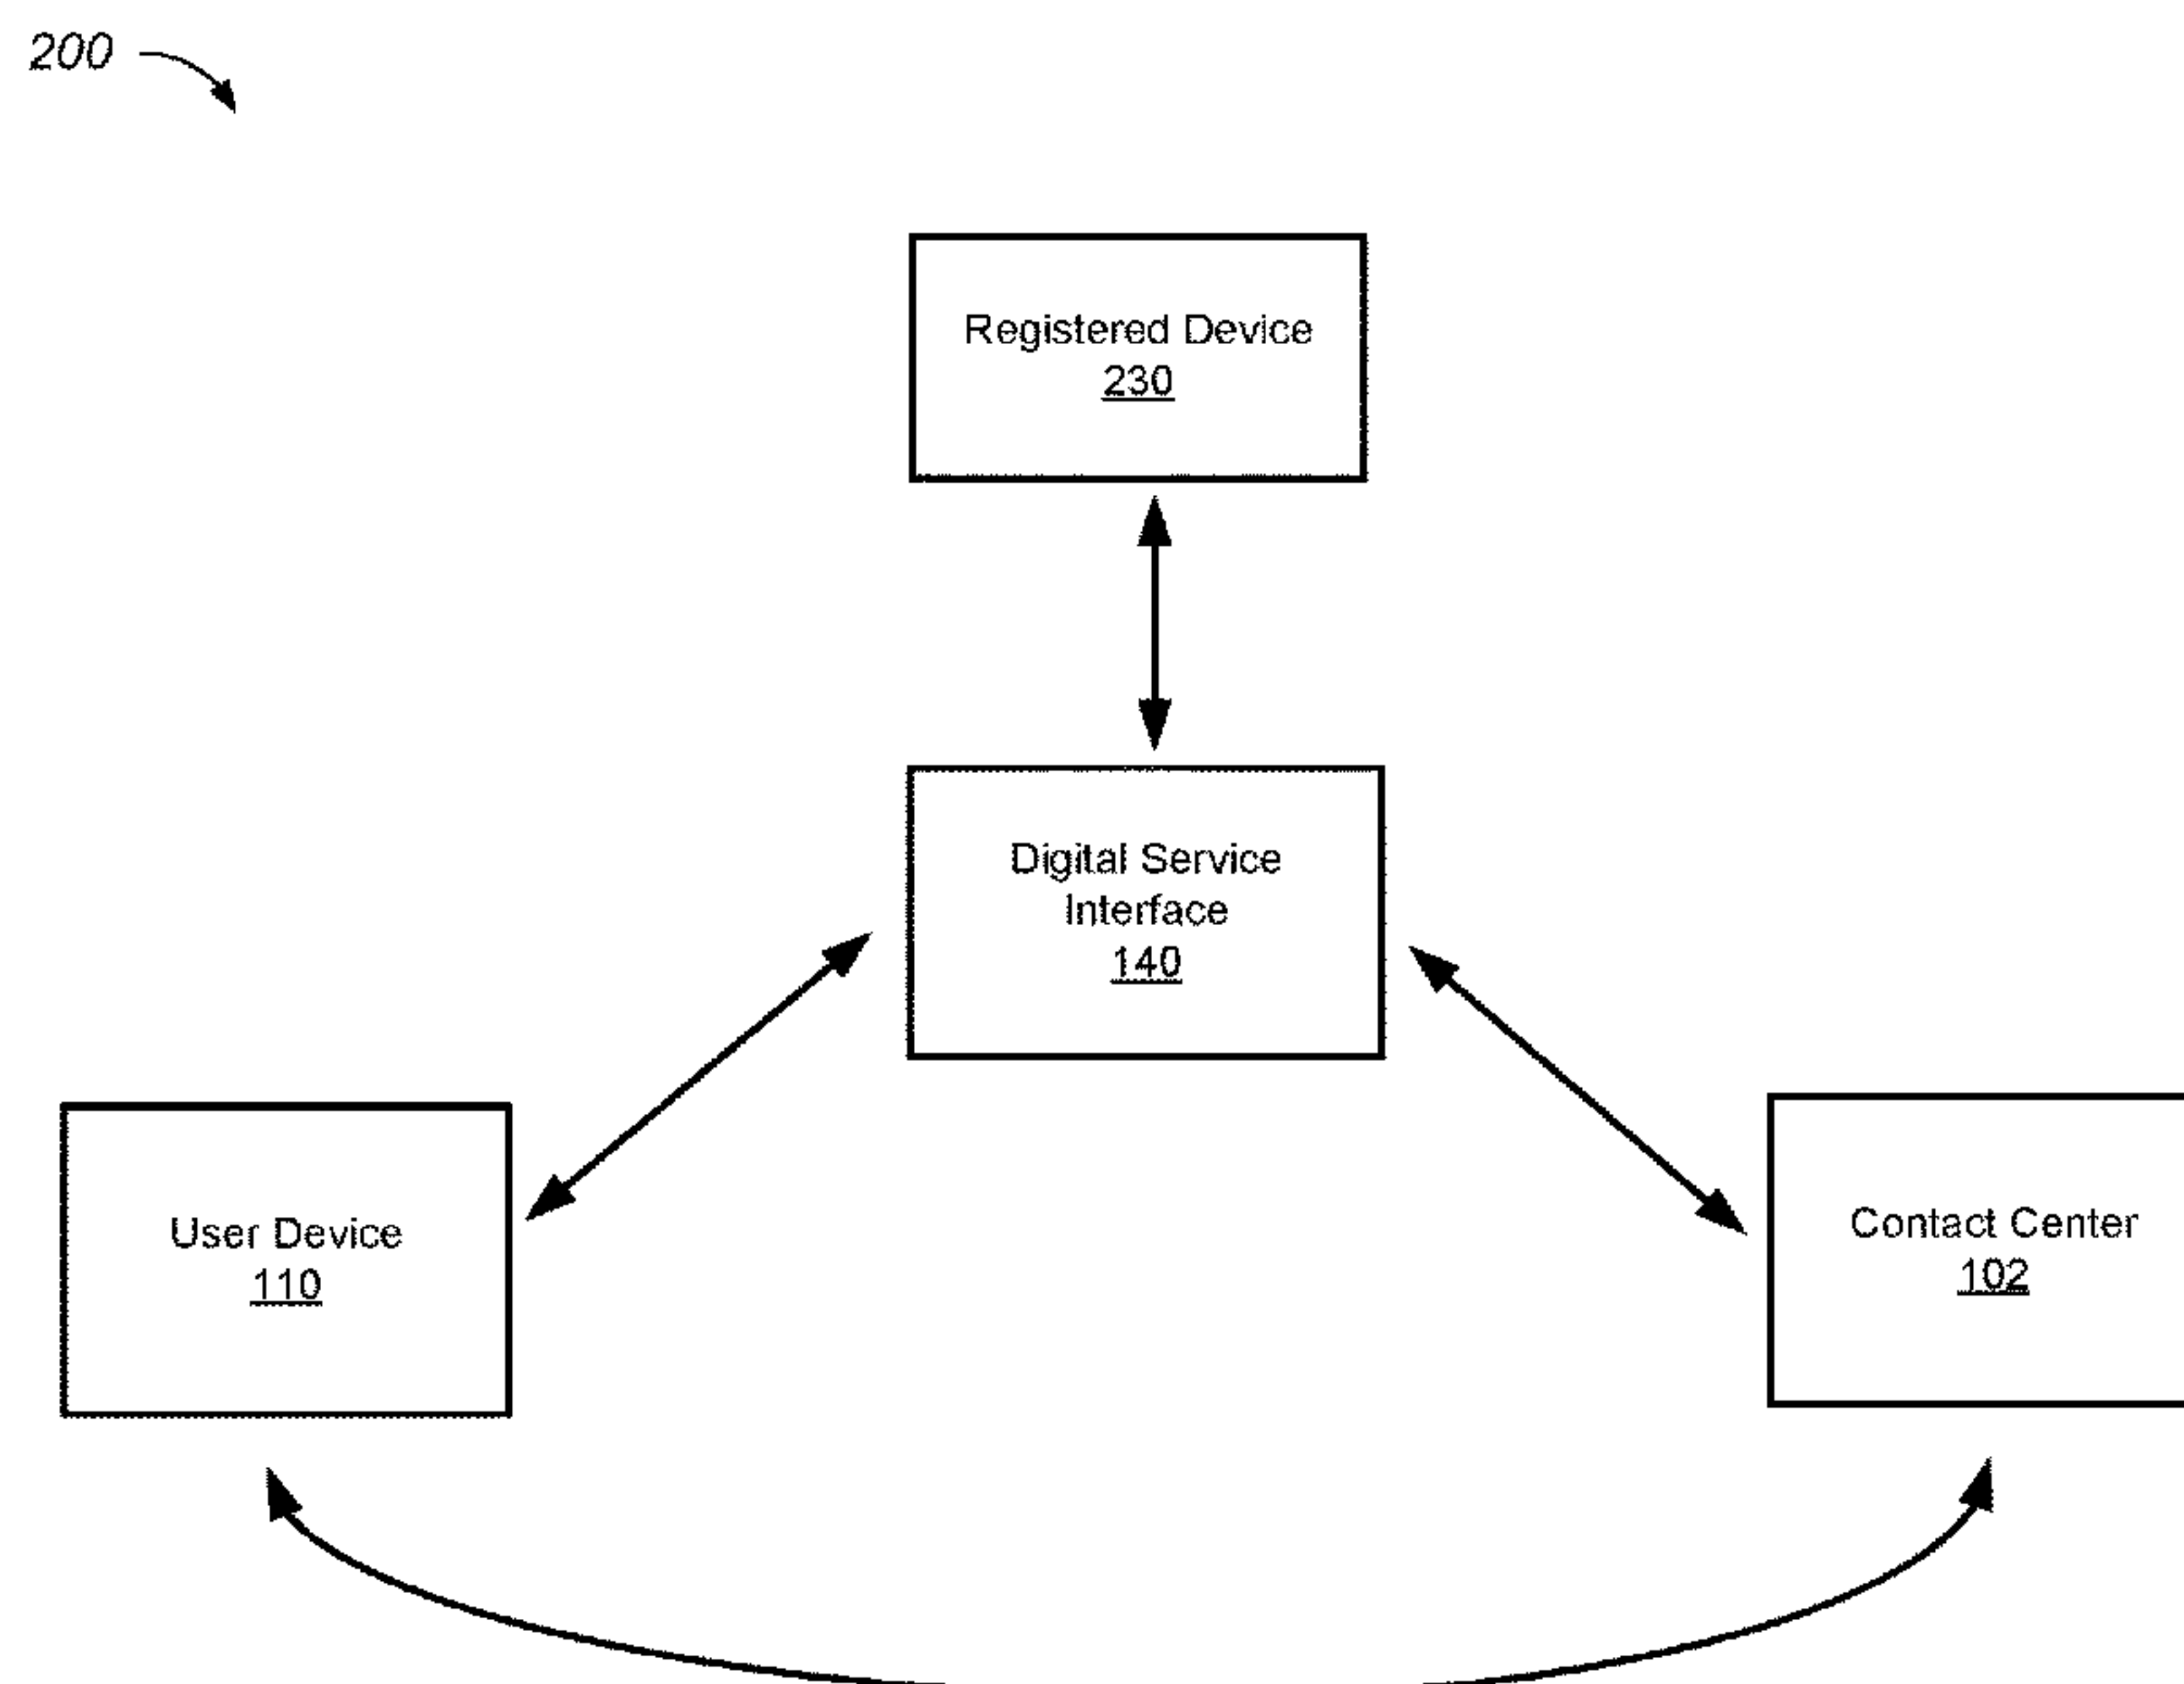 200
Registered Device
230
Digital Service
Interface
140
User Device
110
Contact Center
102